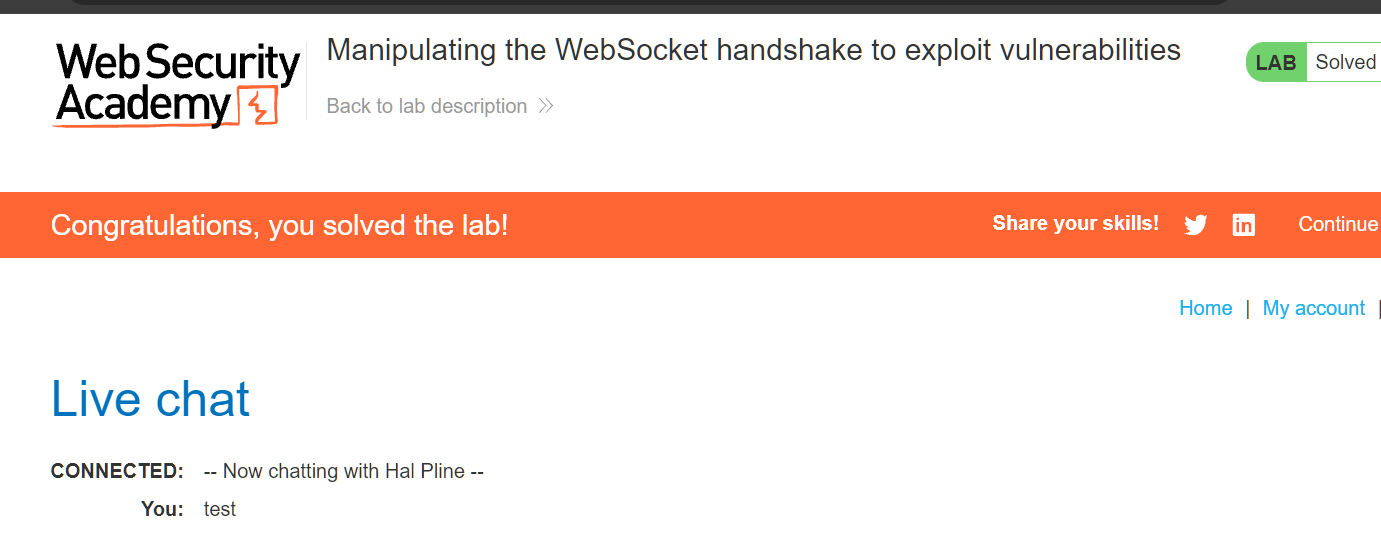 Web Security
Academy
Manipulating the WebSocket handshake to exploit vulnerabilities
Back to lab description
LAB Solved
Congratulations, you solved the lab!
Share your skills!
Continue
Home | My account |
Live chat
CONNECTED: -- Now chatting with Hal Pline --
You: test